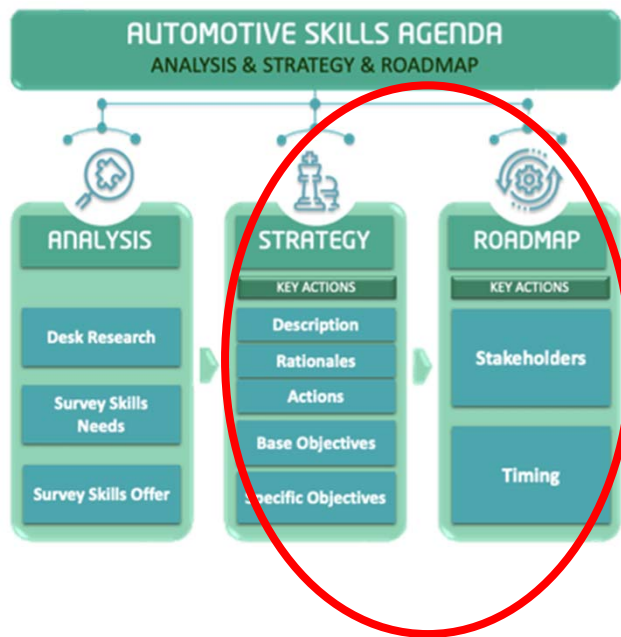 AUTOMOTIVE SKILLS AGENDA
ANALYSIS & STRATEGY & ROADMAP
ANALYSIS
Desk Research
Survey Skills
Needs
Survey Skills Offer
STRATEGY
KEY ACTIONS
Description
Rationales
Actions
Base Objectives
Specific Objectives
ROADMAP
KEY ACTIONS
Stakeholders
Timing